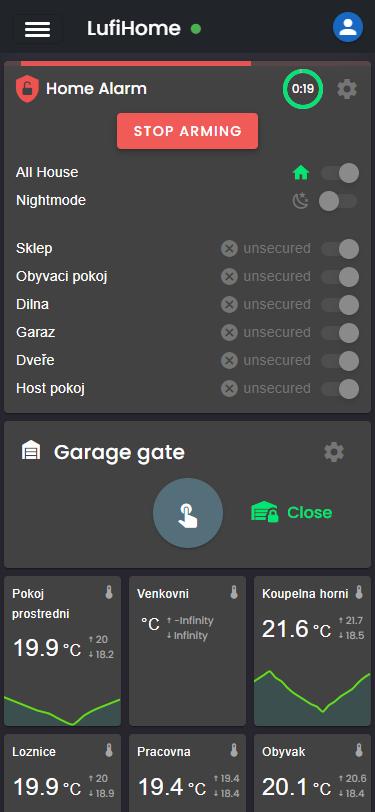 LufiHome
Home Alarm 0:19
STOP ARMING
All House
Nightmode
Sklep unsecured
Obyvaci pokoj unsecured
Dilna unsecured
Garaz unsecured
Dveře unsecured
Host pokoj unsecured
Garage gate
Close
Pokoj
prostredni
19.9 °C ↑ 20
↓ 18.2
Venkovni
°C ↑ -Infinity
↓ Infinity
Koupelna horni
21.6 °C ↑ 21.7
↓ 18.5
Loznice
19.9 °C ↑ 20
↓ 18.9
Pracovna
19.4 °C ↑ 19.4
↓ 18.4
Obyvak
20.1 °C ↑ 20.6
↓ 18.4